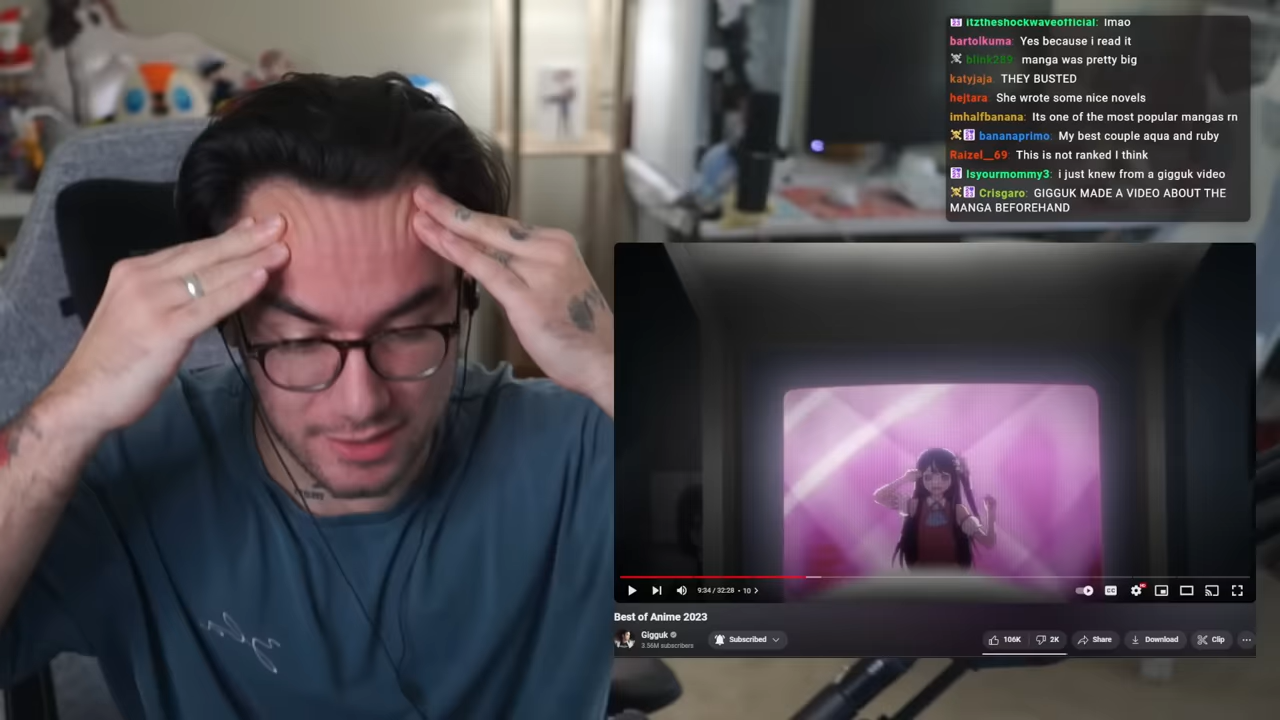 itztheshockwaveofficial: lmao
bartolkuma: Yes because i read it
blink289: manga was pretty big
katyjaja: THEY BUSTED
hejtara: She wrote some nice novels
imhalfbanana: Its one of the most popular mangas rn
bananaprimo: My best couple aqua and ruby
Raizel__69: This is not ranked I think
lsyourmommy3: i just knew from a gigguk video
Crisgaro: GIGGUK MADE A VIDEO ABOUT THE
MANGA BEFOREHAND
9:34 / 32:28 • 10 >
CC
Best of Anime 2023
Gigguk
3.56M subscribers
Subscribed
106K
2K
Share
Download
Clip